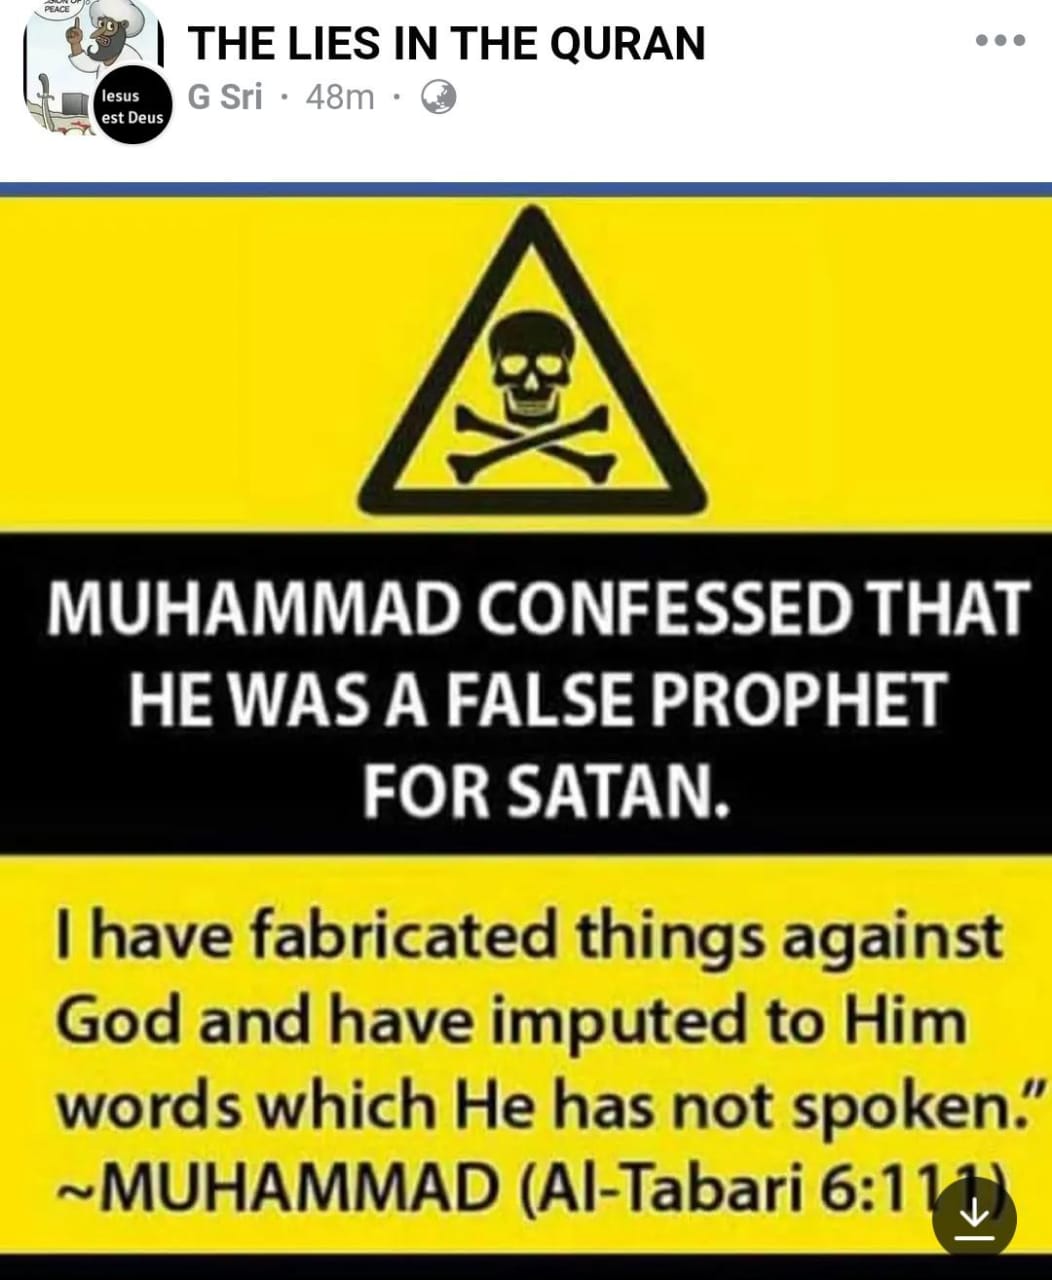 PEACE
THE LIES IN THE QURAN
Iesus
est Deus
G Sri · 48m ·
MUHAMMAD CONFESSED THAT
HE WAS A FALSE PROPHET
FOR SATAN.
I have fabricated things against
God and have imputed to Him
words which He has not spoken."
~MUHAMMAD (Al-Tabari 6:111)